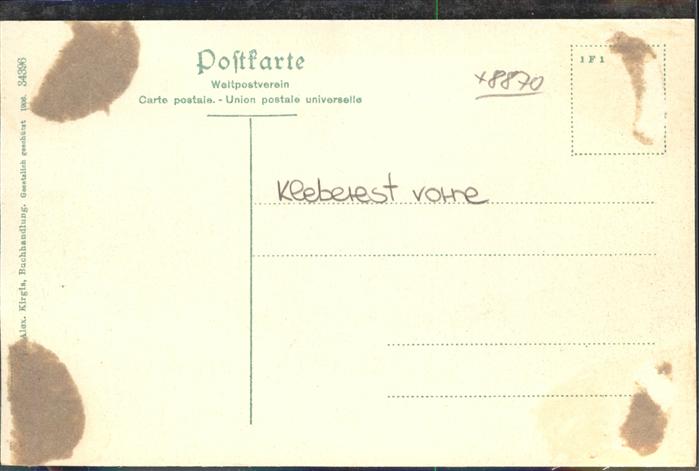 Postkarte
Weltpostverein
Carte postale. - Union postale universelle
x8870
1 F 1
Kleberest vorne
Alex. Kirgis, Buchhandlung. Gesetzlich geschützt 1906. 34396